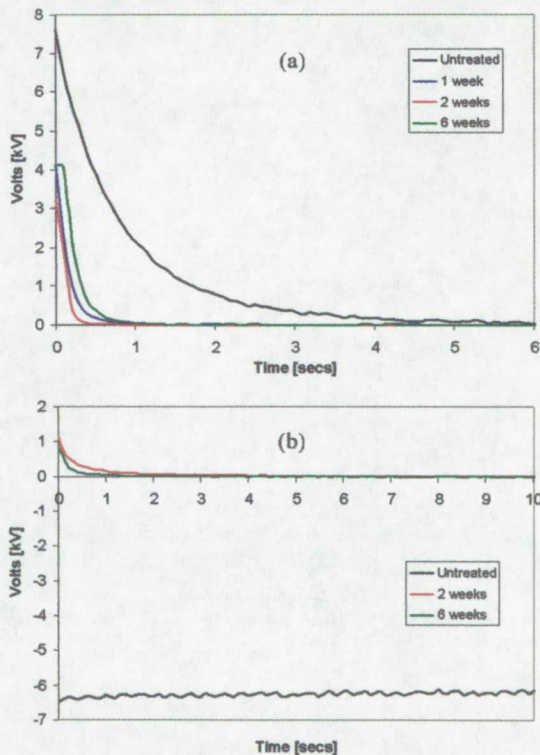 8
7
6
5
4
3
2
1
0
Volts [kV]
(a)
Untreated
1 week
2 weeks
6 weeks
0 1 2 3 4 5 6
Time [secs]
2
1
0
-1
-2
-3
-4
-5
-6
-7
Volts [kV]
(b)
0 1 2 3 4 5 6 7 8 9 10
Untreated
2 weeks
6 weeks
Time [secs]